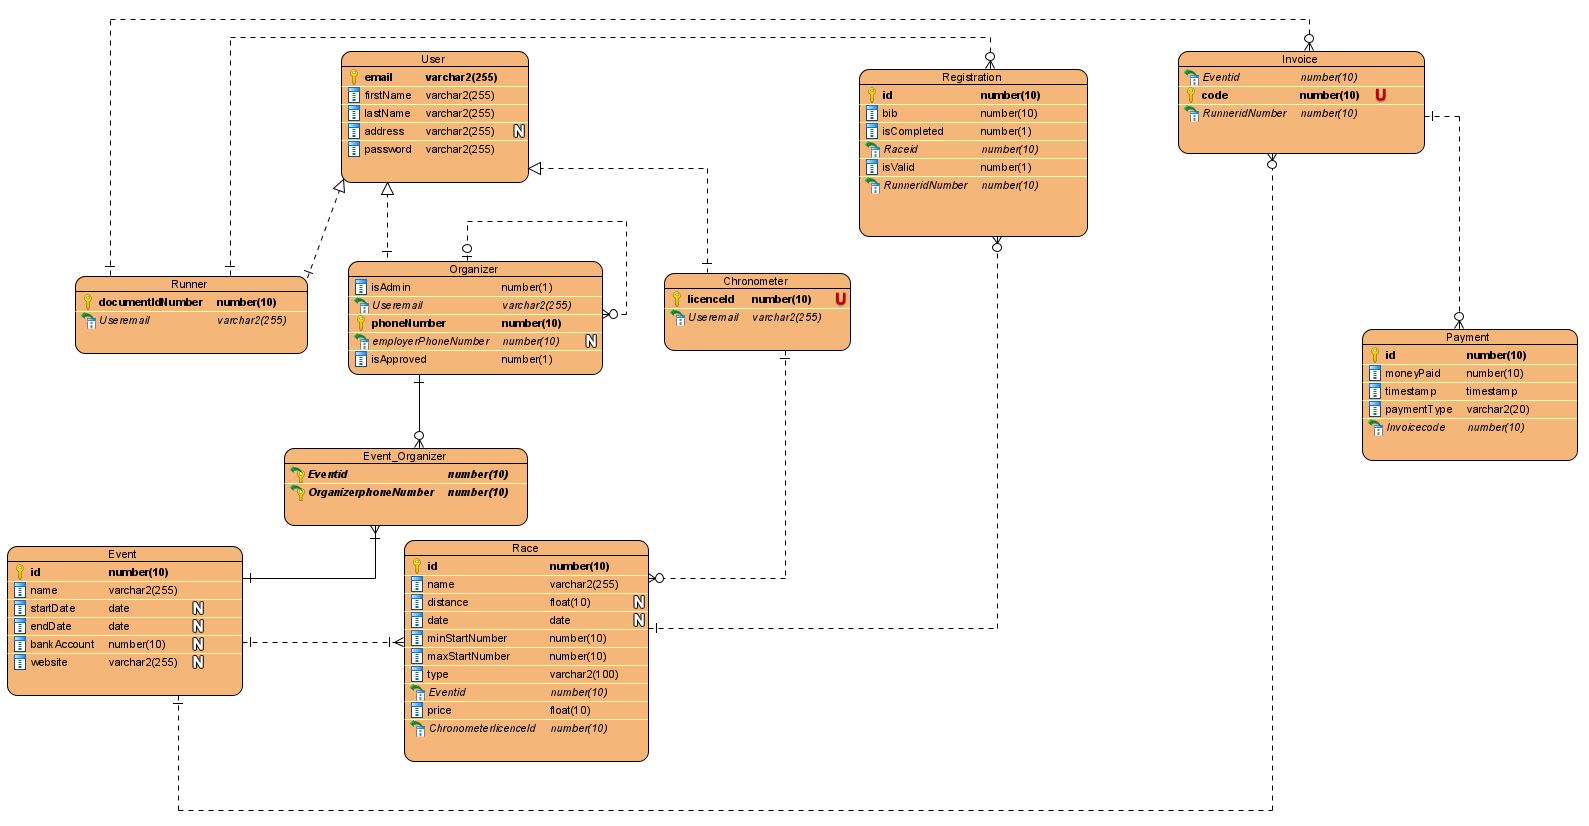 User
email varchar2(255)
firstName varchar2(255)
lastName varchar2(255)
address varchar2(255) N
password varchar2(255)
Registration
id number(10)
bib number(10)
isCompleted number(1)
Raceid number(10)
isValid number(1)
RunneridNumber number(10)
Invoice
Eventid number(10)
code number(10) U
RunneridNumber number(10)
Runner
documentIdNumber number(10)
Useremail varchar2(255)
Organizer
isAdmin number(1)
Useremail varchar2(255)
phoneNumber number(10)
employerPhoneNumber number(10) N
isApproved number(1)
Chronometer
licenceId number(10) U
Useremail varchar2(255)
Payment
id number(10)
moneyPaid number(10)
timestamp timestamp
paymentType varchar2(20)
Invoicecode number(10)
Event_Organizer
Eventid number(10)
OrganizerphoneNumber number(10)
Event
id number(10)
name varchar2(255)
startDate date N
endDate date N
bankAccount number(10) N
website varchar2(255) N
Race
id number(10)
name varchar2(255)
distance float(10) N
date date N
minStartNumber number(10)
maxStartNumber number(10)
type varchar2(100)
Eventid number(10)
price float(10)
ChronometerlicenceId number(10)